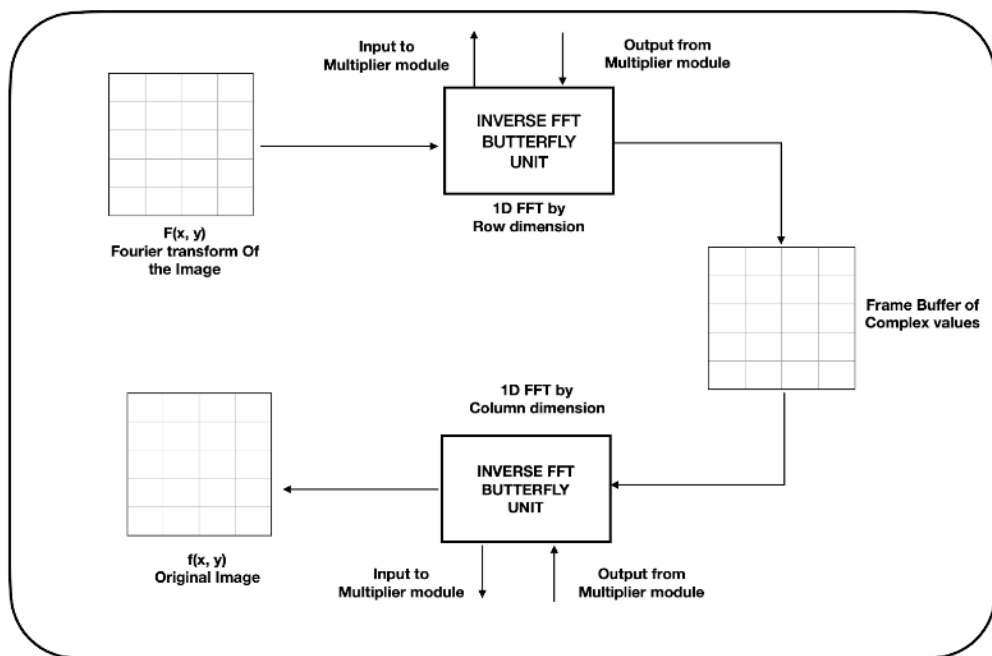 Input to
Multiplier module
Output from
Multiplier module
INVERSE FFT
BUTTERFLY
UNIT
1D FFT by
Row dimension
F(x, y)
Fourier transform Of
the Image
Frame Buffer of
Complex values
1D FFT by
Column dimension
INVERSE FFT
BUTTERFLY
UNIT
f(x, y)
Original Image
Input to
Multiplier module
Output from
Multiplier module